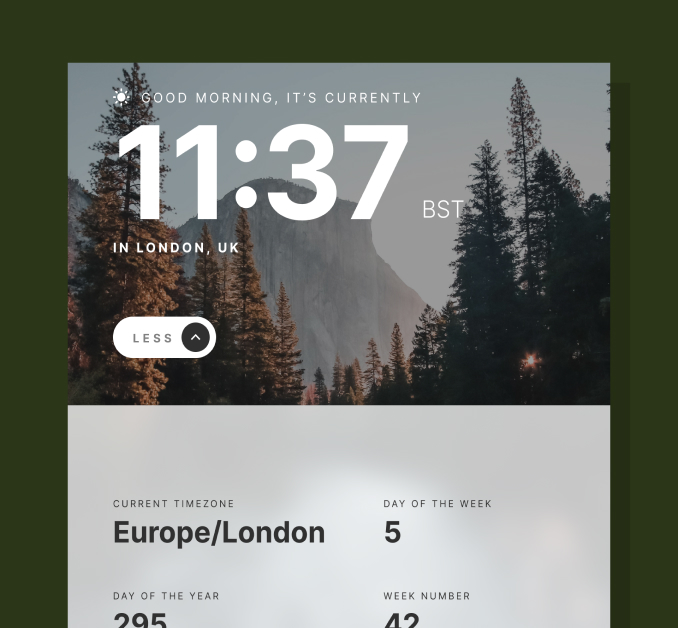 GOOD MORNING, IT'S CURRENTLY
11:37 BST
IN LONDON, UK
LESS
CURRENT TIMEZONE
Europe/London
DAY OF THE WEEK
5
DAY OF THE YEAR
295
WEEK NUMBER
42